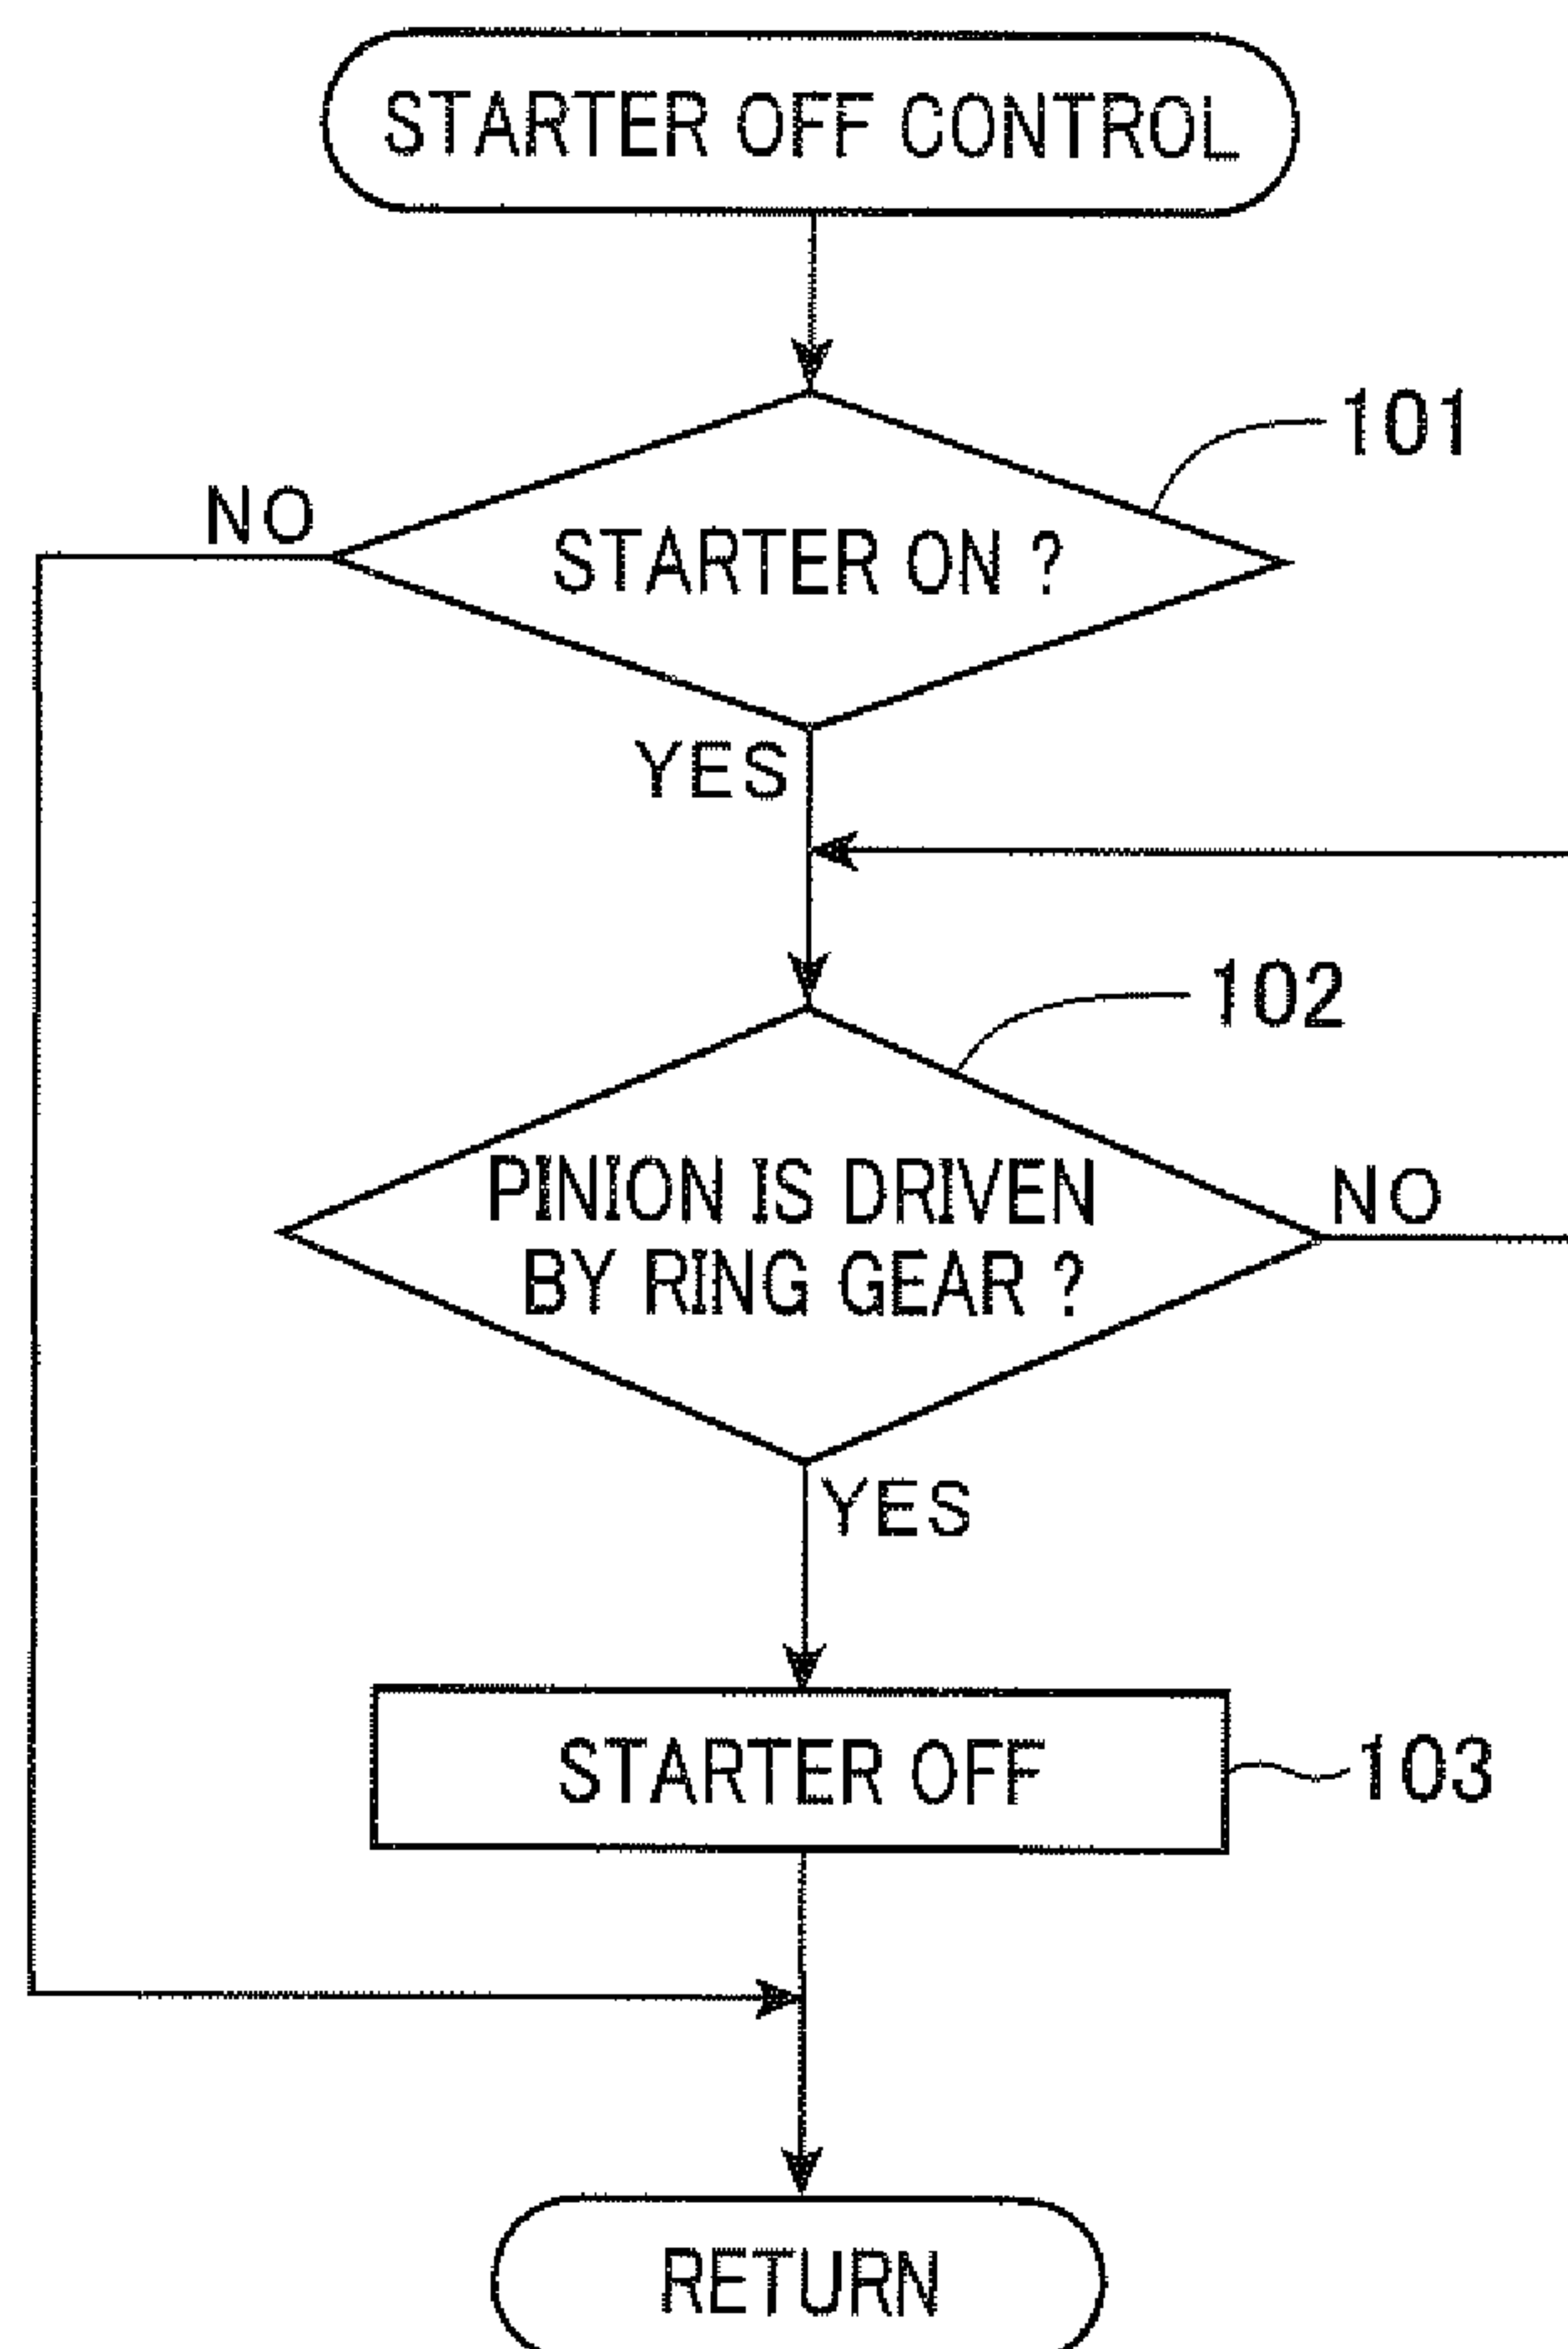 STARTER OFF CONTROL
101
NO
STARTER ON ?
YES
102
PINION IS DRIVEN
NO
BY RING GEAR ?
YES
STARTER OFF
103
RETURN